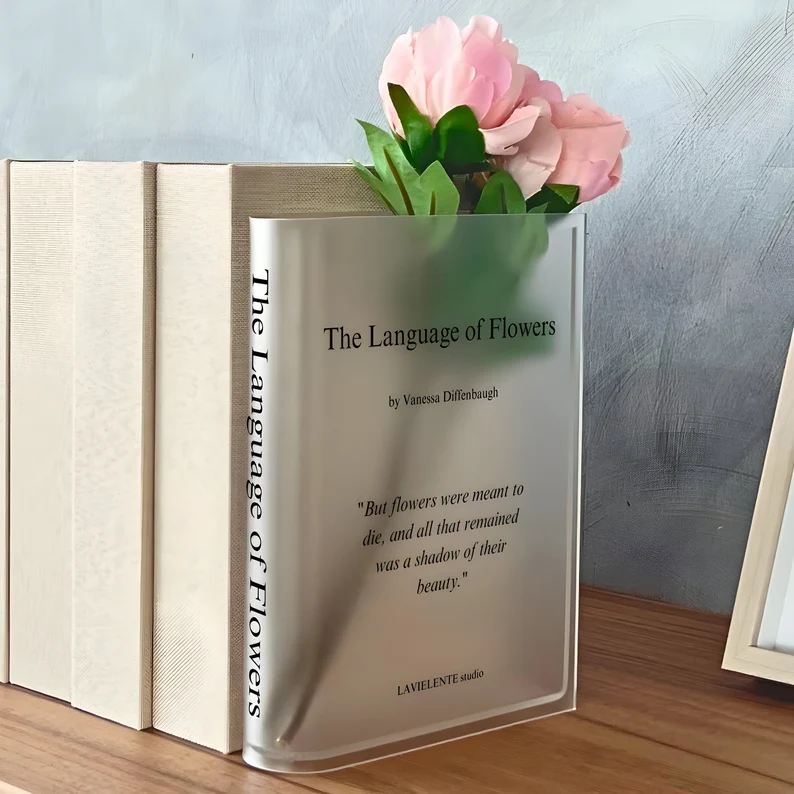 The Language of Flowers
The Language of Flowers
by Vanessa Diffenbaugh
"But flowers were meant to
die, and all that remained
was a shadow of their
beauty."
LAVIELENTE studio